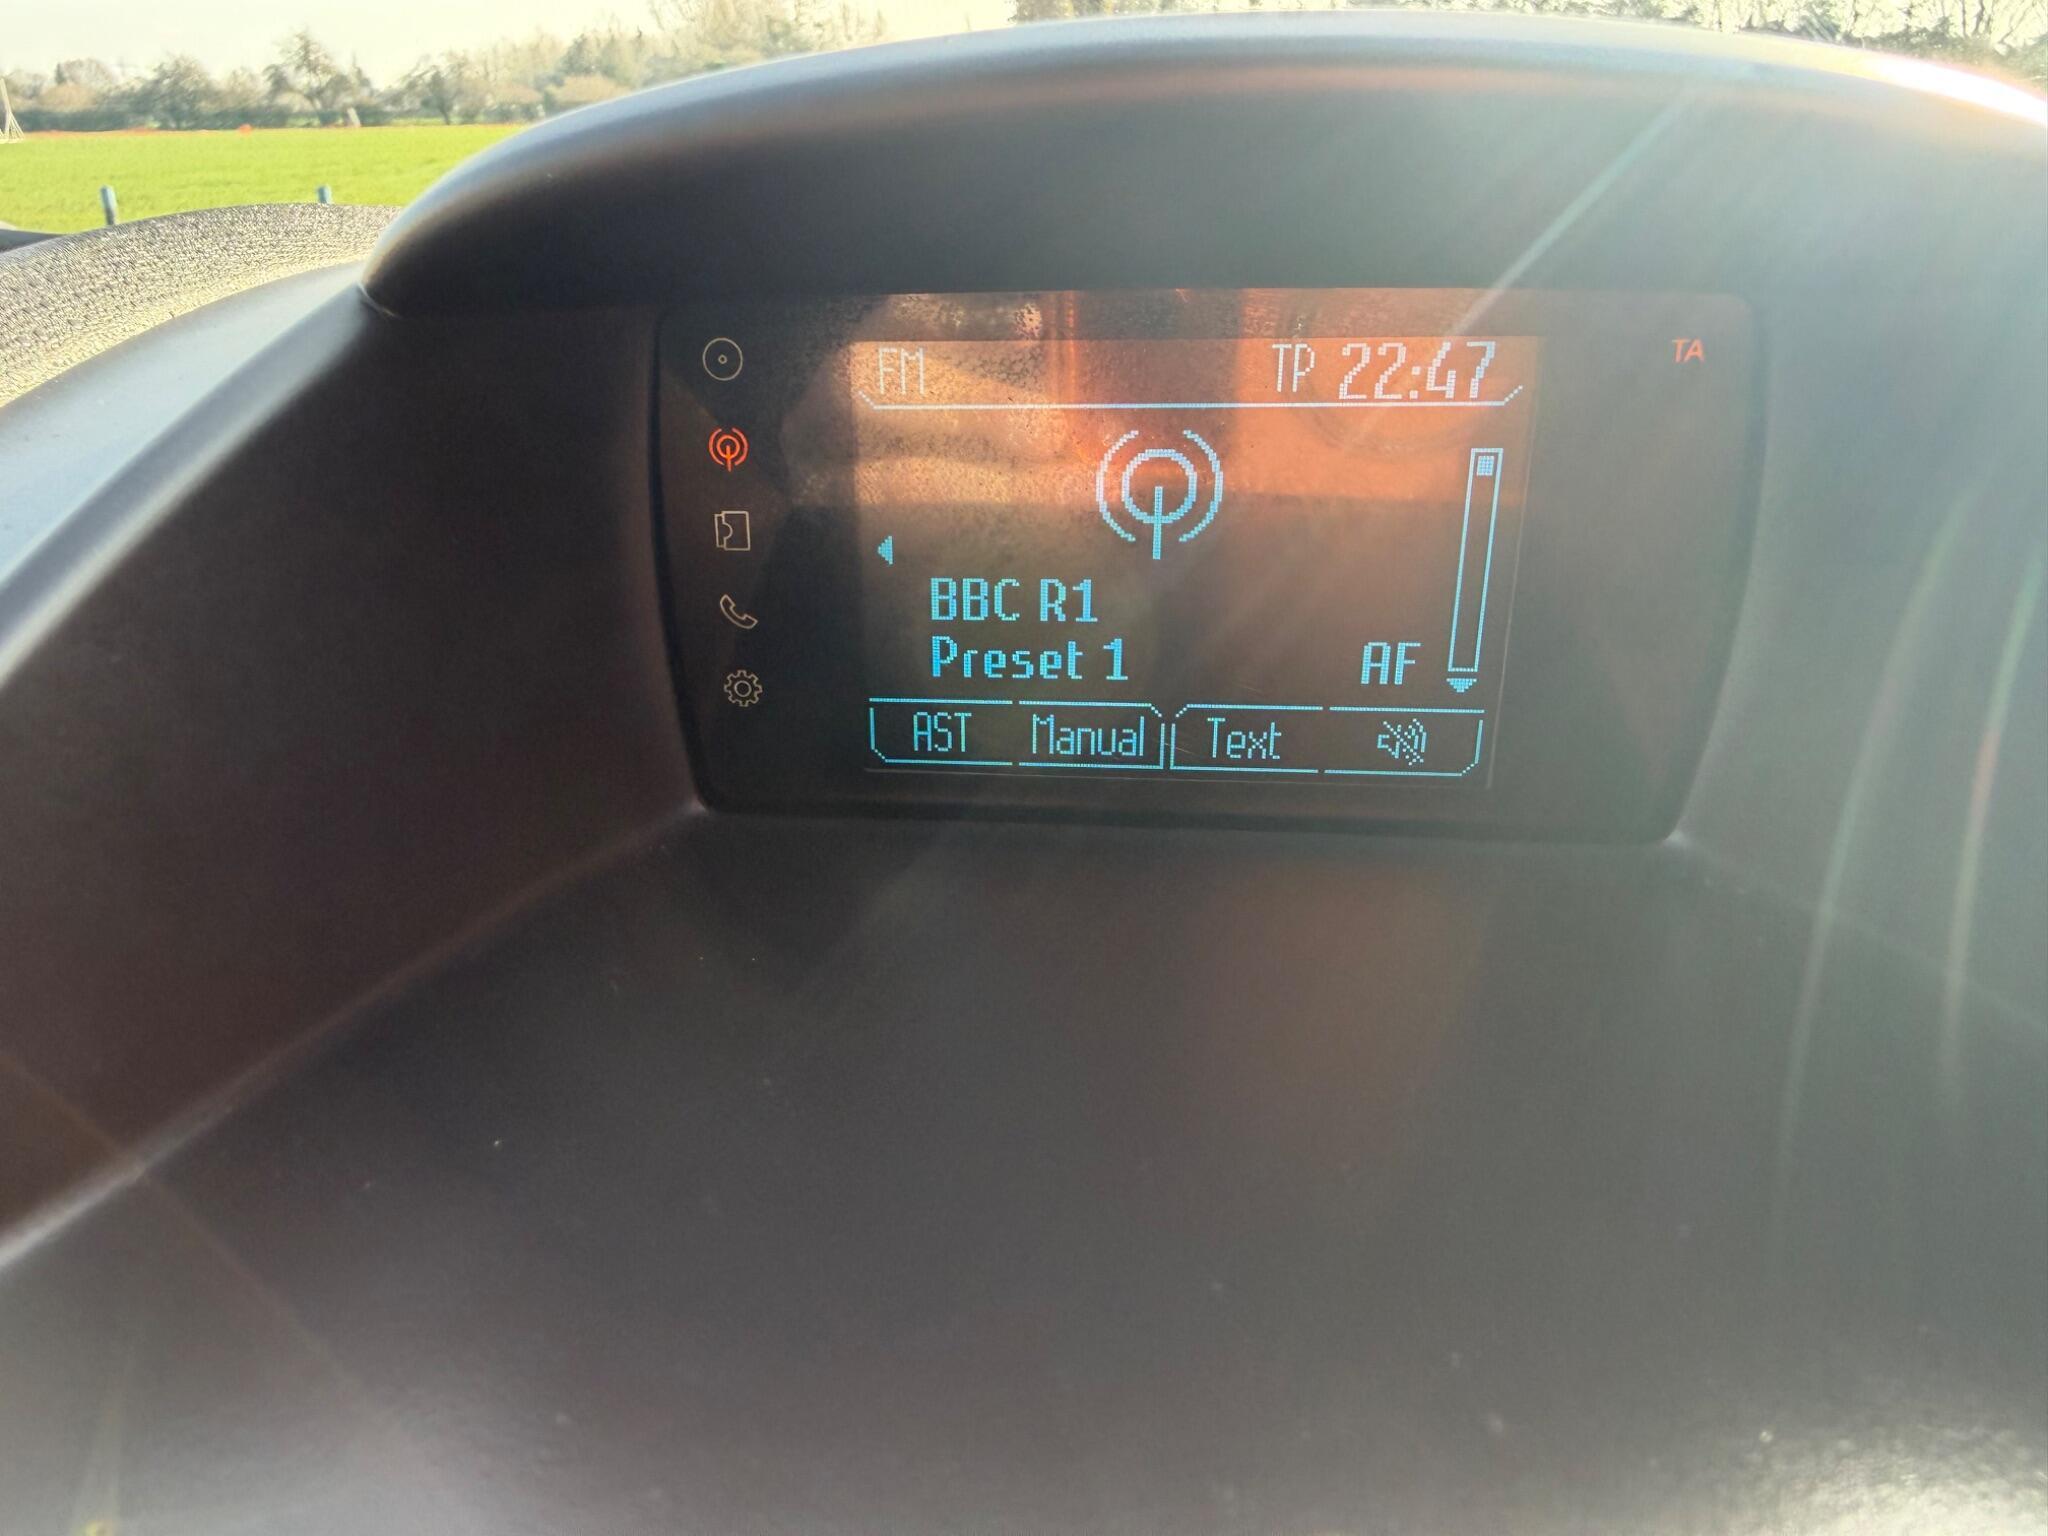 FM TP 22:47 TA
BBC R1
Preset 1 AF
AST Manual Text